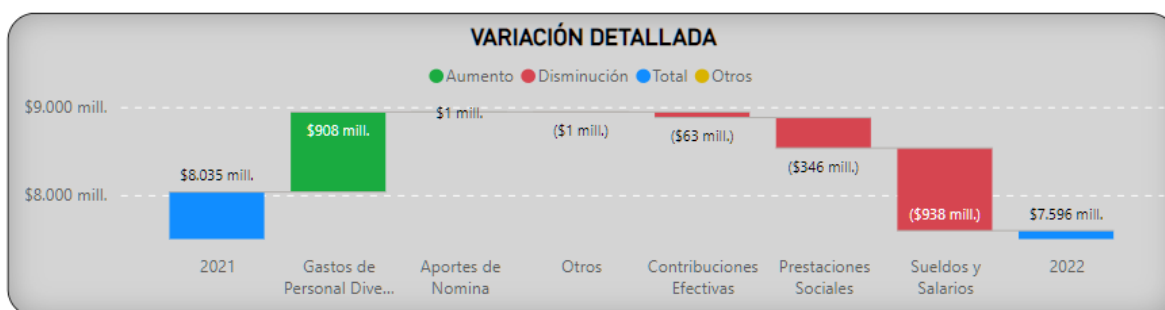 VARIACIÓN DETALLADA
Aumento Disminución Total Otros
$9.000 mill.
$8.000 mill.
$8.035 mill.
$908 mill.
$1 mill.
($1 mill.)
($63 mill.)
($346 mill.)
($938 mill.)
$7.596 mill.
2021
Gastos de
Personal Dive...
Aportes de
Nomina
Otros
Contribuciones
Efectivas
Prestaciones
Sociales
Sueldos y
Salarios
2022